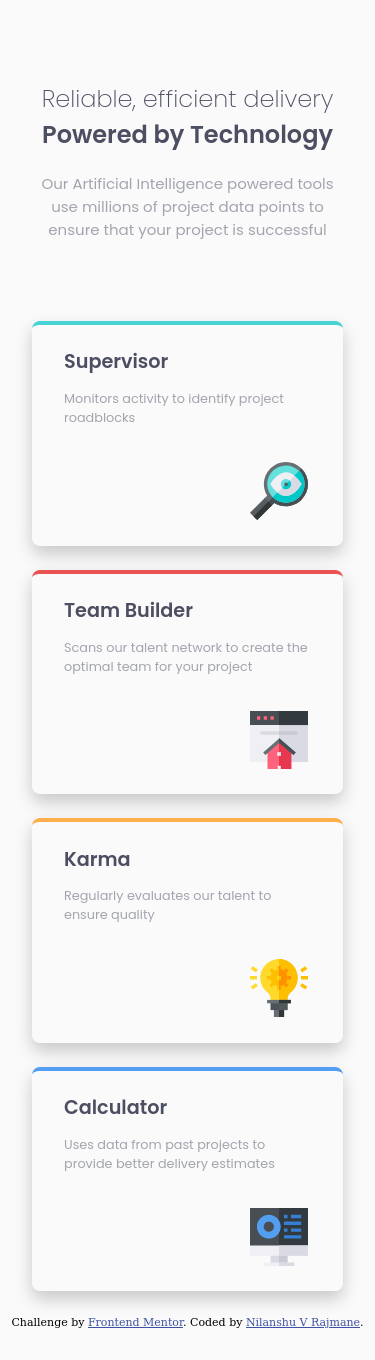 Reliable, efficient delivery
Powered by Technology
Our Artificial Intelligence powered tools
use millions of project data points to
ensure that your project is successful
Supervisor
Monitors activity to identify project
roadblocks
Team Builder
Scans our talent network to create the
optimal team for your project
Karma
Regularly evaluates our talent to
ensure quality
Calculator
Uses data from past projects to
provide better delivery estimates
Challenge by Frontend Mentor. Coded by Nilanshu V Rajmane.